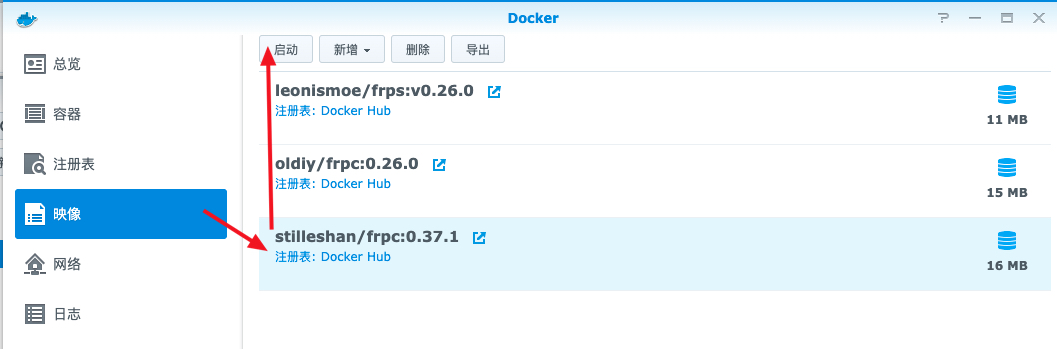 Docker
总览
容器
注册表
映像
网络
日志
启动 新增 删除 导出
leonismoe/frps:v0.26.0
注册表: Docker Hub
11 MB
oldiy/frpc:0.26.0
注册表: Docker Hub
15 MB
stilleshan/frpc:0.37.1
注册表: Docker Hub
16 MB